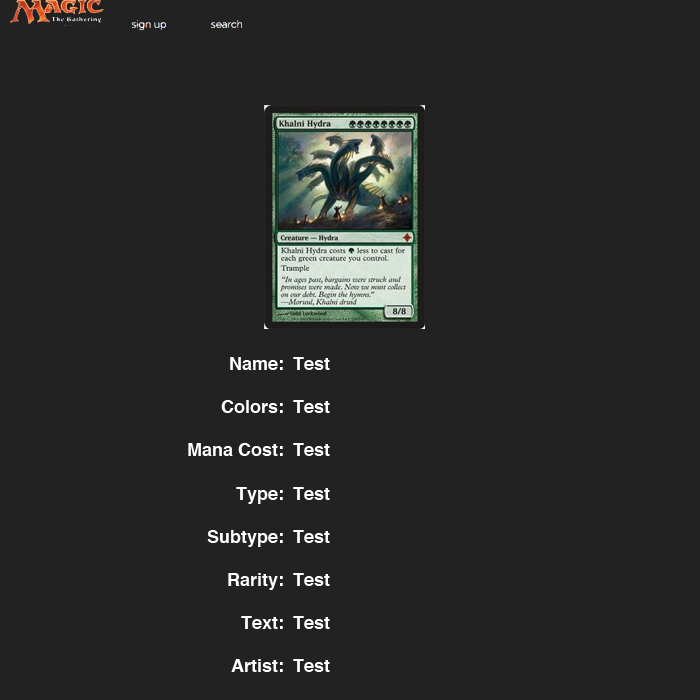 MAGIC
The Gathering
sign up
search
Khalni Hydra
Creature — Hydra
Khalni Hydra costs less to cast for
each green creature you control.
Trample
"In ages past, bargains were struck and
promises were made. Now we must collect
on our debt. Begin the hymns."
—Moruul, Khalni druid
Todd Lockwood
8/8
Name: Test
Colors: Test
Mana Cost: Test
Type: Test
Subtype: Test
Rarity: Test
Text: Test
Artist: Test